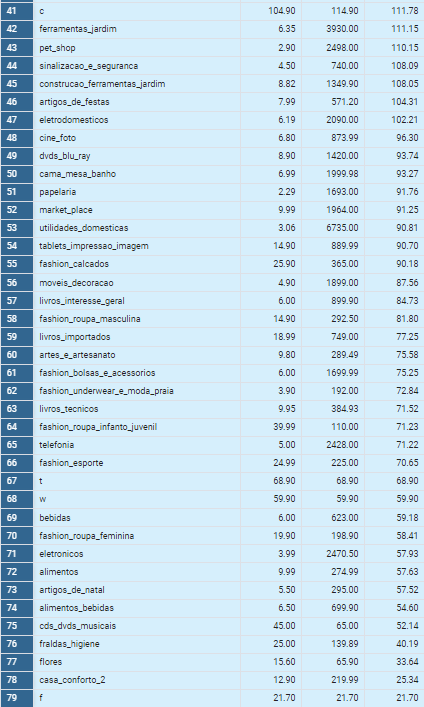 41 c 104.90 114.90 111.78
42 ferramentas_jardim 6.35 3930.00 111.15
43 pet_shop 2.90 2498.00 110.15
44 sinalizacao_e_seguranca 4.50 740.00 108.09
45 construcao_ferramentas_jardim 8.82 1349.90 108.05
46 artigos_de_festas 7.99 571.20 104.31
47 eletrodomesticos 6.19 2090.00 102.21
48 cine_foto 6.80 873.99 96.30
49 dvds_blu_ray 8.90 1420.00 93.74
50 cama_mesa_banho 6.99 1999.98 93.27
51 papelaria 2.29 1693.00 91.76
52 market_place 9.99 1964.00 91.25
53 utilidades_domesticas 3.06 6735.00 90.81
54 tablets_impressao_imagem 14.90 889.99 90.70
55 fashion_calcados 25.90 365.00 90.18
56 moveis_decoracao 4.90 1899.00 87.56
57 livros_interesse_geral 6.00 899.90 84.73
58 fashion_roupa_masculina 14.90 292.50 81.80
59 livros_importados 18.99 749.00 77.25
60 artes_e_artesanato 9.80 289.49 75.58
61 fashion_bolsas_e_acessorios 6.00 1699.99 75.25
62 fashion_underwear_e_moda_praia 3.90 192.00 72.84
63 livros_tecnicos 9.95 384.93 71.52
64 fashion_roupa_infanto_juvenil 39.99 110.00 71.23
65 telefonia 5.00 2428.00 71.22
66 fashion_esporte 24.99 225.00 70.65
67 t 68.90 68.90 68.90
68 w 59.90 59.90 59.90
69 bebidas 6.00 623.00 59.18
70 fashion_roupa_feminina 19.90 198.90 58.41
71 eletronicos 3.99 2470.50 57.93
72 alimentos 9.99 274.99 57.63
73 artigos_de_natal 5.50 295.00 57.52
74 alimentos_bebidas 6.50 699.90 54.60
75 cds_dvds_musicais 45.00 65.00 52.14
76 fraldas_higiene 25.00 139.89 40.19
77 flores 15.60 65.90 33.64
78 casa_conforto_2 12.90 219.99 25.34
79 f 21.70 21.70 21.70